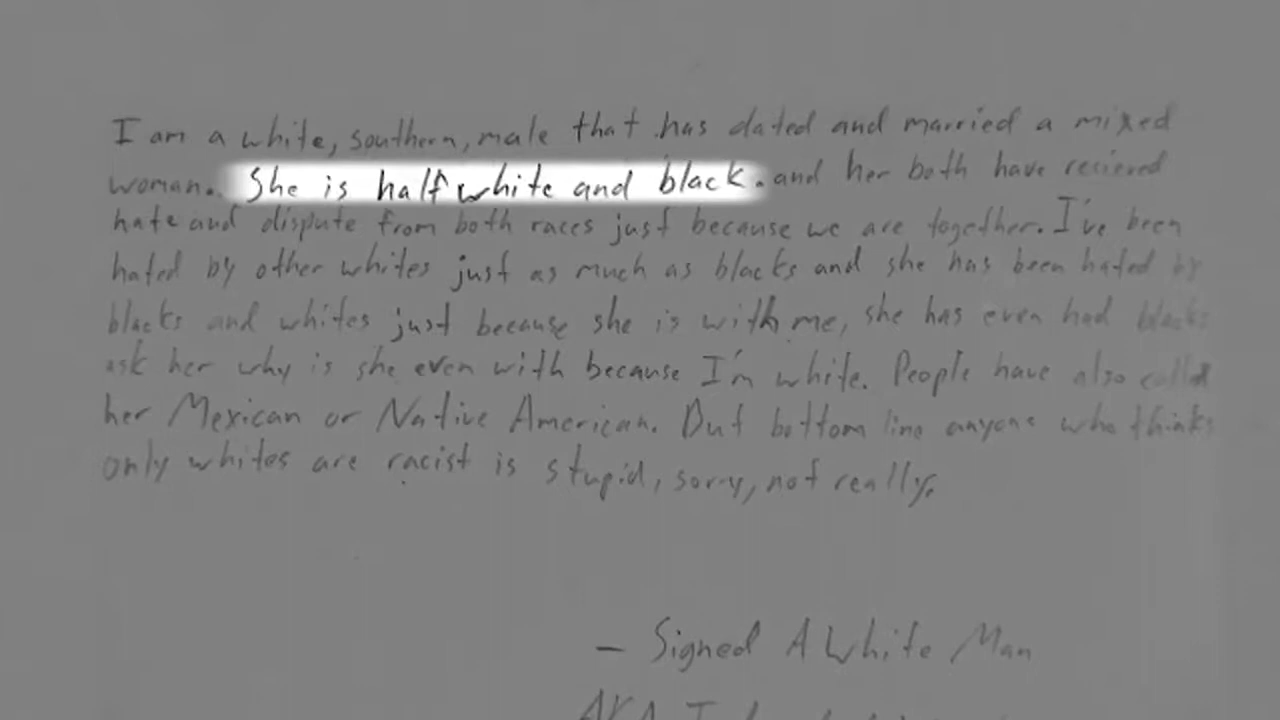 I am a white, southern, male that has dated and married a mixed
woman. She is half white and black. and her both have recieved
hate and dispute from both races just because we are together. I've been
hated by other whites just as much as blacks and she has been hated by
blacks and whites just because she is with me, she has even had blacks
ask her why is she even with because I'm white. People have also called
her Mexican or Native American. But bottom line anyone who thinks
only whites are racist is stupid, sorry, not really.
— Signed A White Man
AKA